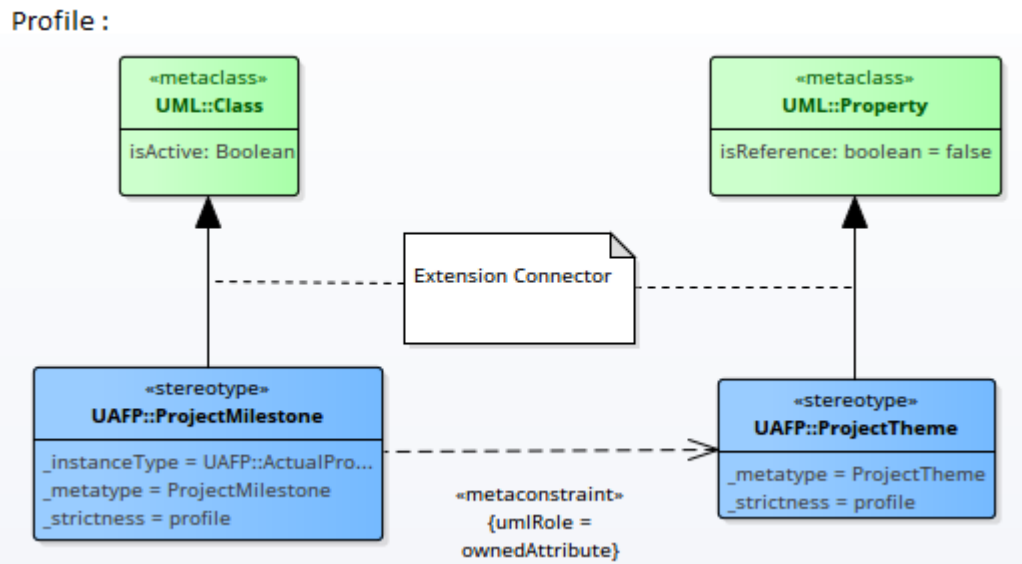 Profile :
«metaclass»
UML::Class
isActive: Boolean
«metaclass»
UML::Property
isReference: boolean = false
Extension Connector
«stereotype»
UAFP::ProjectMilestone
_instanceType = UAFP::ActualPro...
_metatype = ProjectMilestone
_strictness = profile
«stereotype»
UAFP::ProjectTheme
_metatype = ProjectTheme
_strictness = profile
«metaconstraint»
{umlRole =
ownedAttribute}